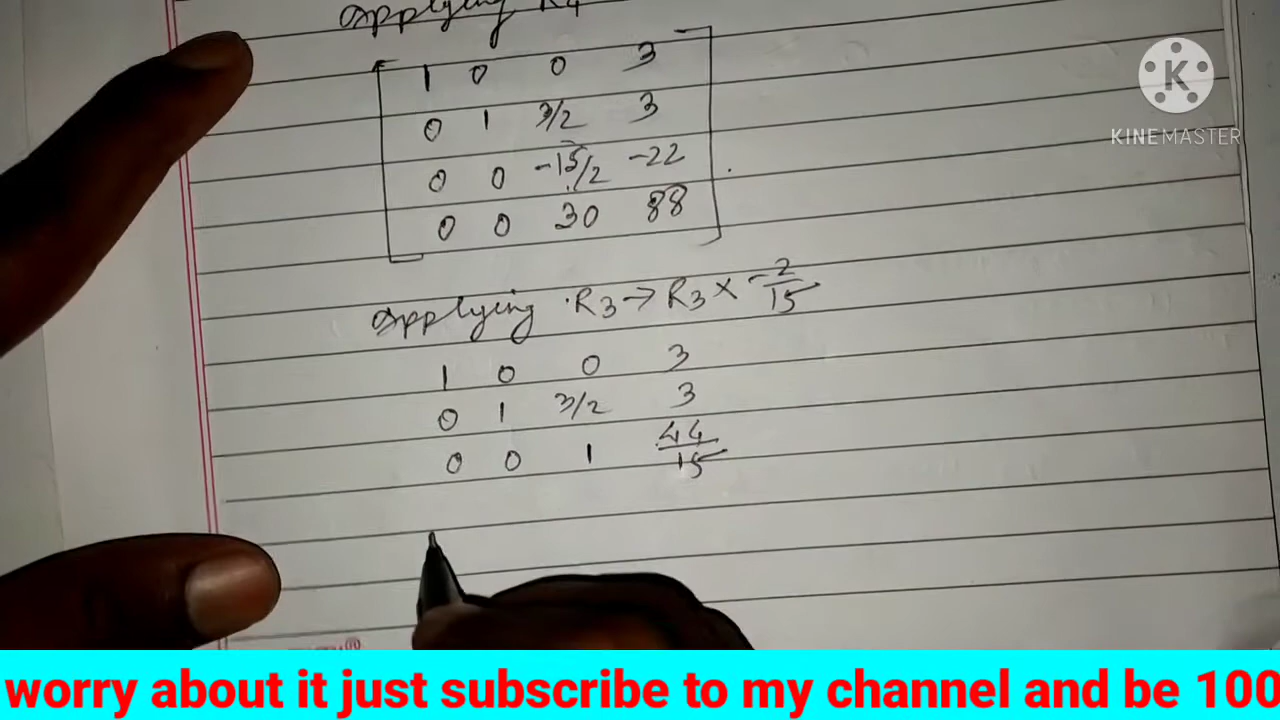 Applying R4
1 0 0 3
0 1 3/2 3
0 0 -15/2 -22
0 0 30 88
Applying R3 → R3 × -2/15
1 0 0 3
0 1 3/2 3
0 0 1 44/15
K
KINEMASTER
worry about it just subscribe to my channel and be 100